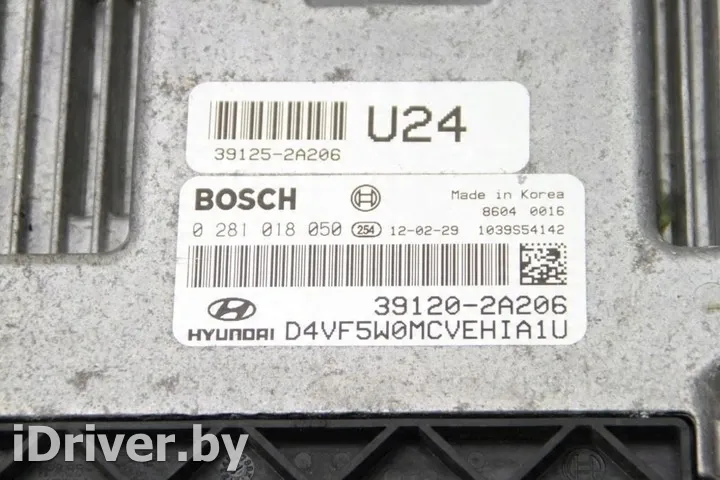 U24
39125-2A206
BOSCH
Made in Korea
8604 0016
0 281 018 050 254 12-02-29 1039S54142
39120-2A206
HYUNDAI D4VF5W0MCVEHIA1U
iDriver.by